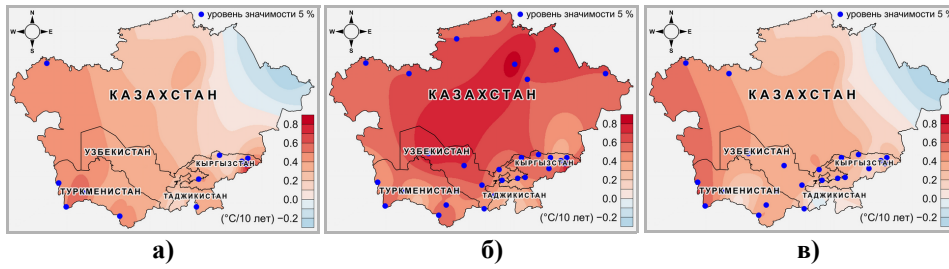 N
W E
S
уровень значимости 5 %
КАЗАХСТАН
УЗБЕКИСТАН
КЫРГЫЗСТАН
ТУРКМЕНИСТАН
ТАДЖИКИСТАН
0.8
0.6
0.4
0.2
0.0
(°С/10 лет) −0.2
N
W E
S
уровень значимости 5 %
КАЗАХСТАН
УЗБЕКИСТАН
КЫРГЫЗСТАН
ТУРКМЕНИСТАН
ТАДЖИКИСТАН
0.8
0.6
0.4
0.2
0.0
(°С/10 лет) −0.2
N
W E
S
уровень значимости 5 %
КАЗАХСТАН
УЗБЕКИСТАН
КЫРГЫЗСТАН
ТУРКМЕНИСТАН
ТАДЖИКИСТАН
0.8
0.6
0.4
0.2
0.0
(°С/10 лет) −0.2
а) б) в)